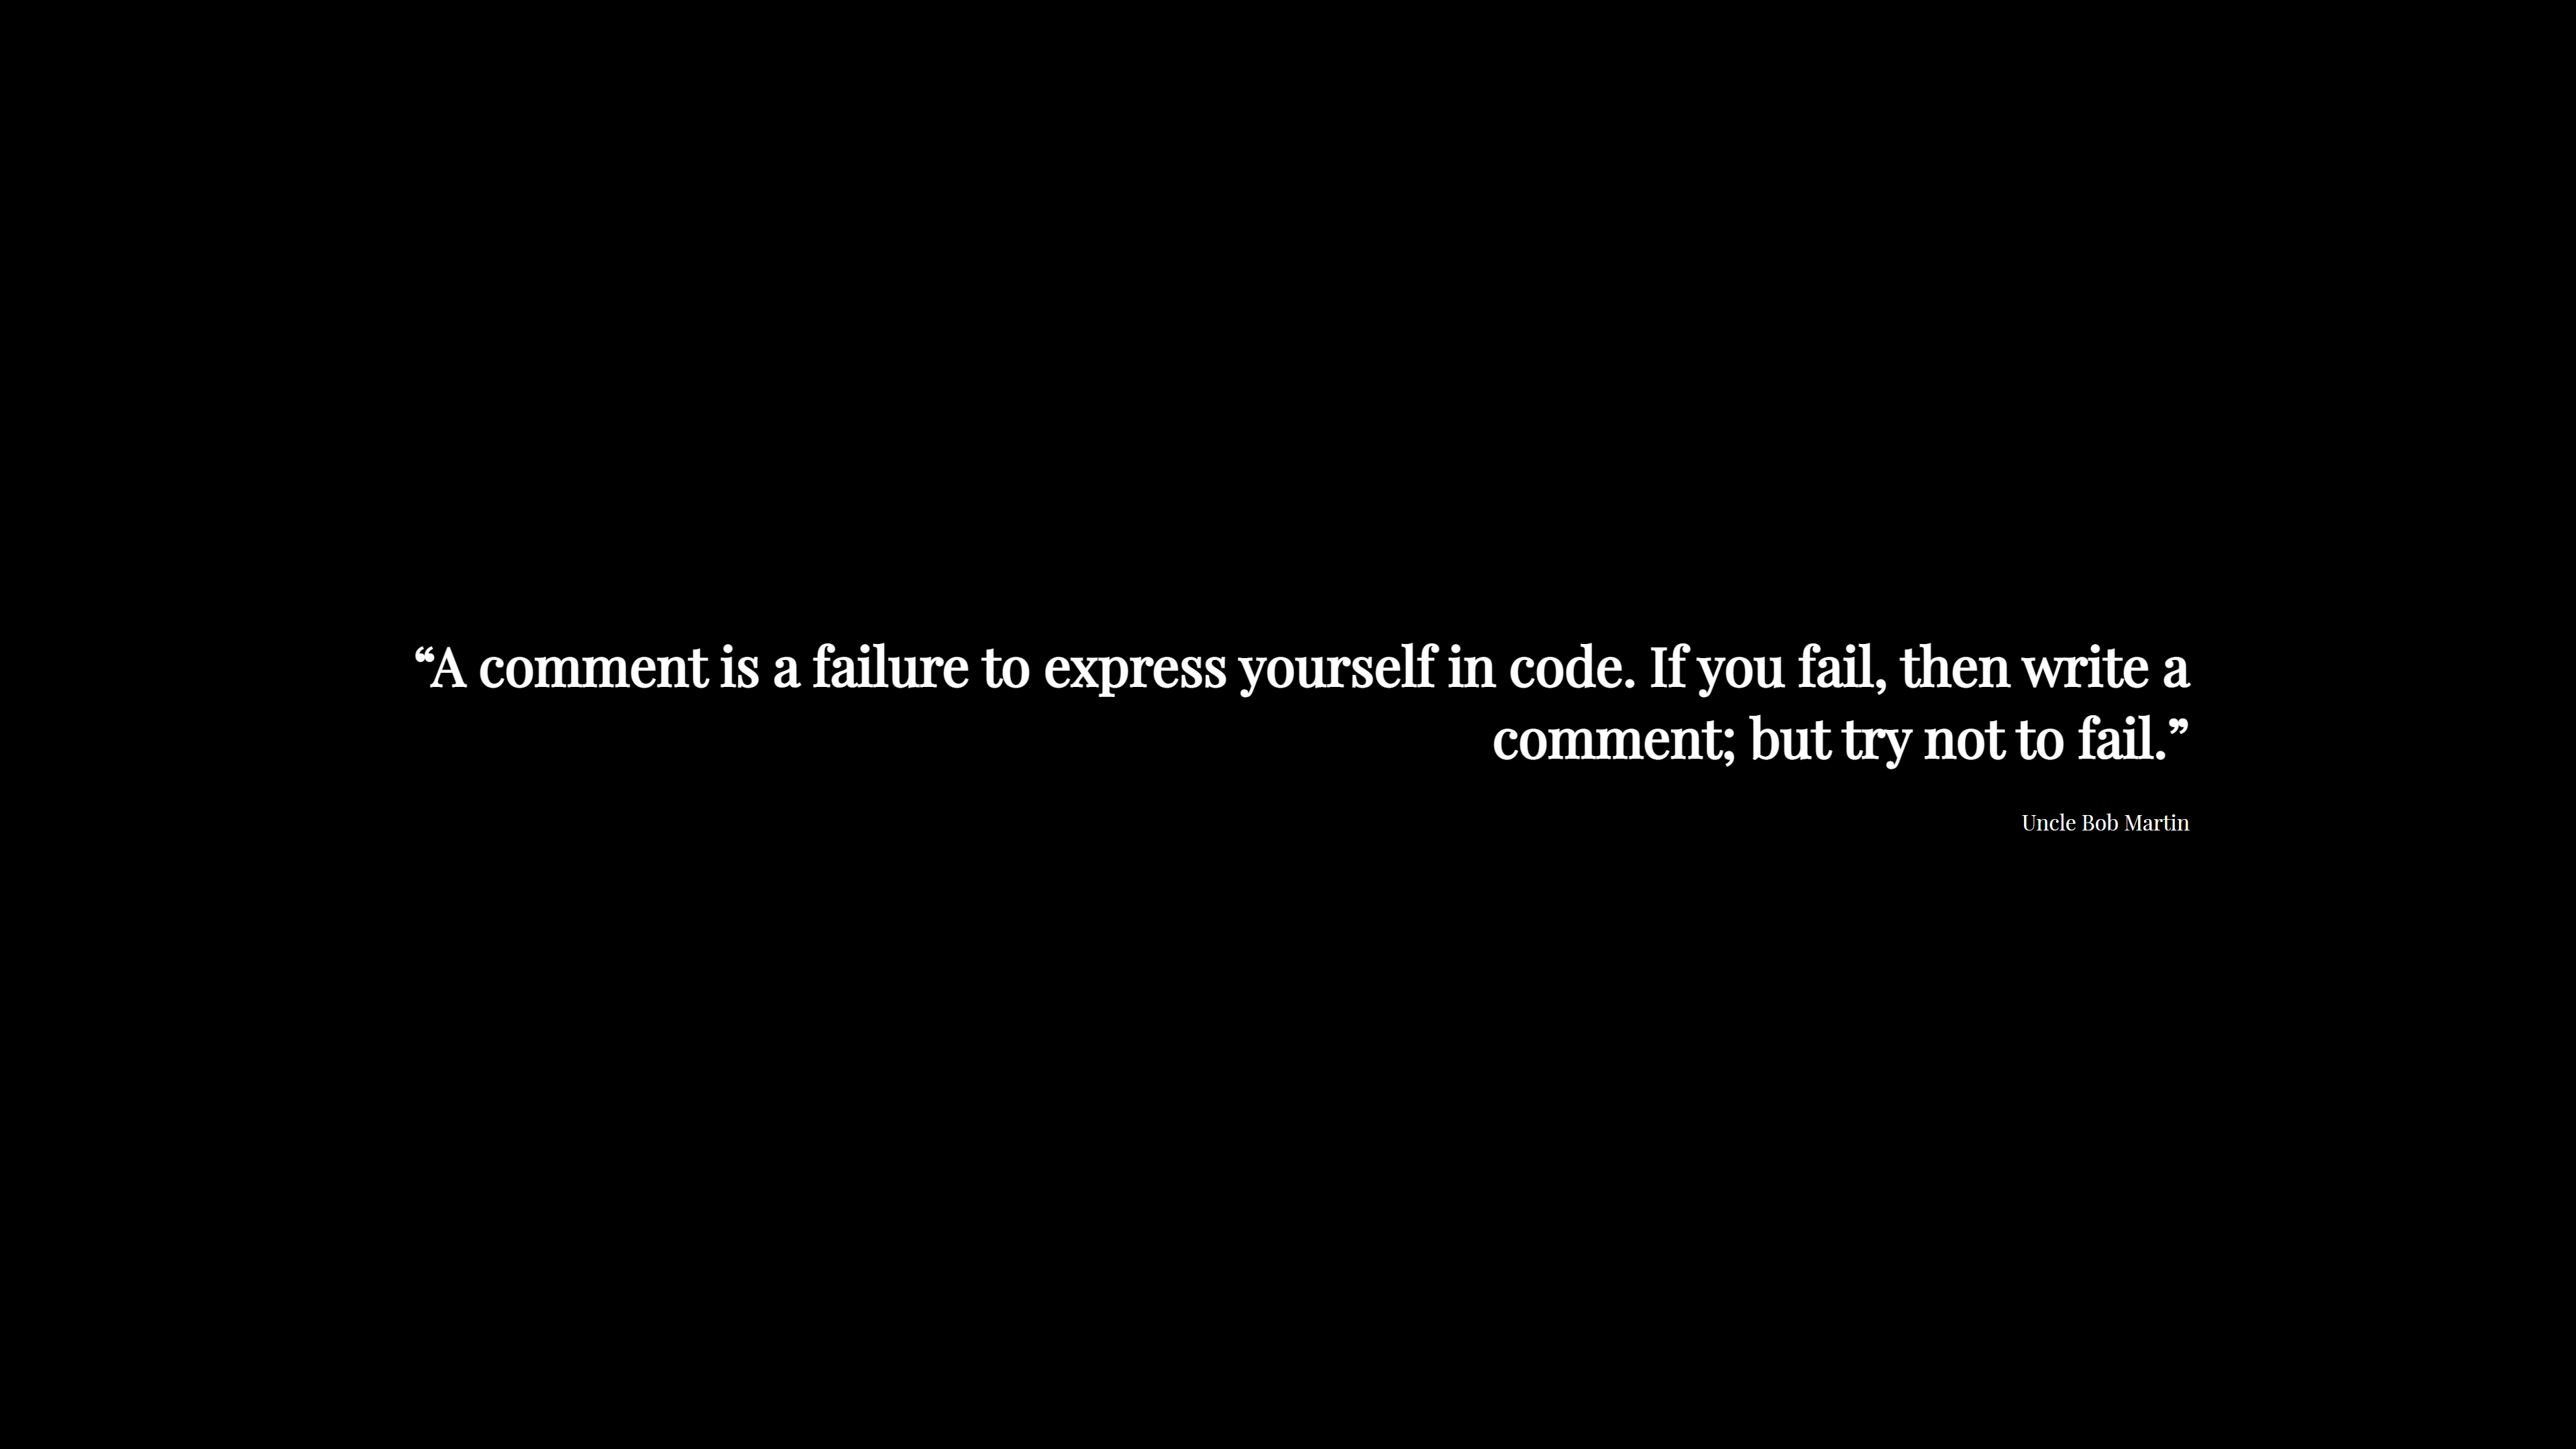 “A comment is a failure to express yourself in code. If you fail, then write a
comment; but try not to fail.”
Uncle Bob Martin